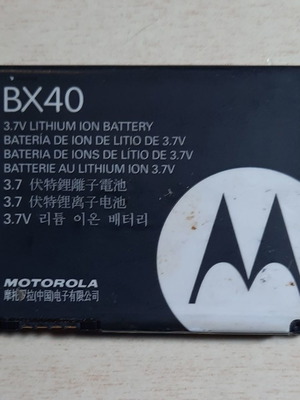 BX40
3.7V LITHIUM ION BATTERY
BATERÍA DE ION DE LITIO DE 3.7V
BATERIA DE IONS DE LÍTIO DE 3.7V
BATTERIE AU LITHIUM ION 3.7V
3.7 伏特鋰離子電池
3.7 伏特锂离子电池
3.7V 리튬 이온 배터리
MOTOROLA
摩托罗拉(中国)电子有限公司